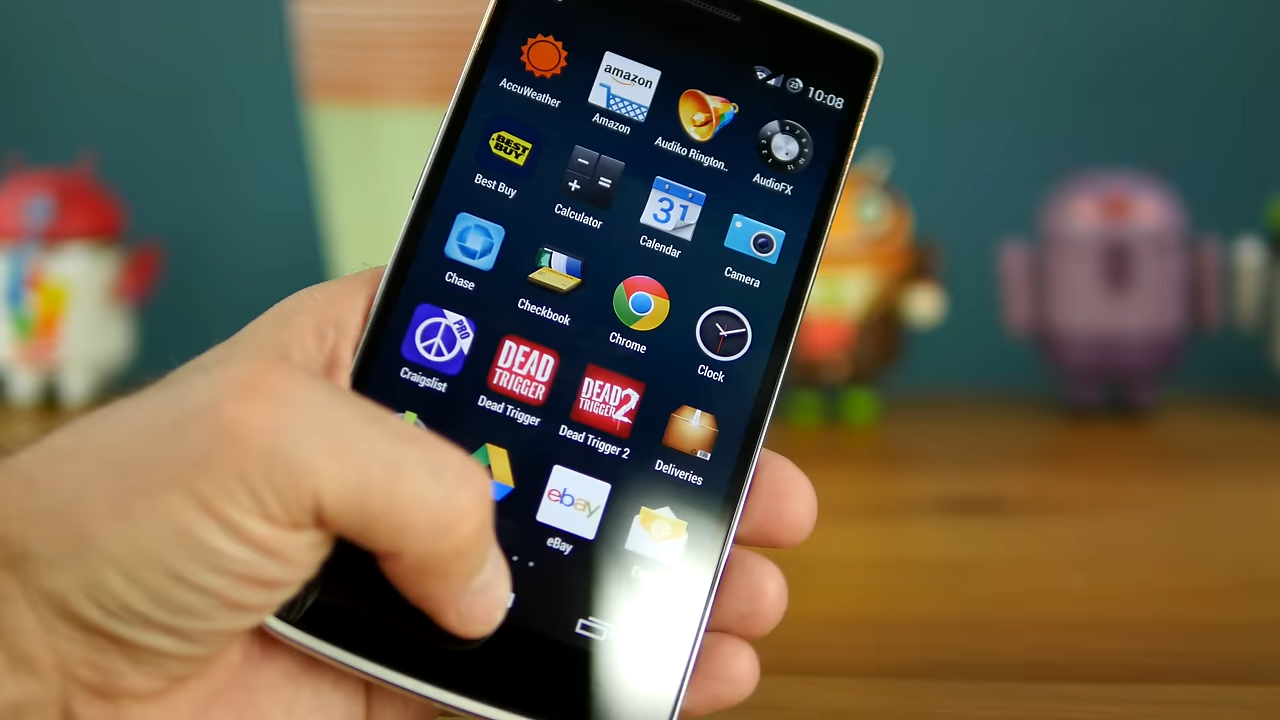 23 10:08
AccuWeather
amazon
Amazon
Audiko Rington..
AudioFX
BEST BUY
Best Buy
− + =
Calculator
31
Calendar
Camera
Chase
Checkbook
Chrome
Clock
PRO
Craigslist
DEAD
TRIGGER
Dead Trigger
DEAD
TRIGGER 2
Dead Trigger 2
Deliveries
ebay
eBay
@